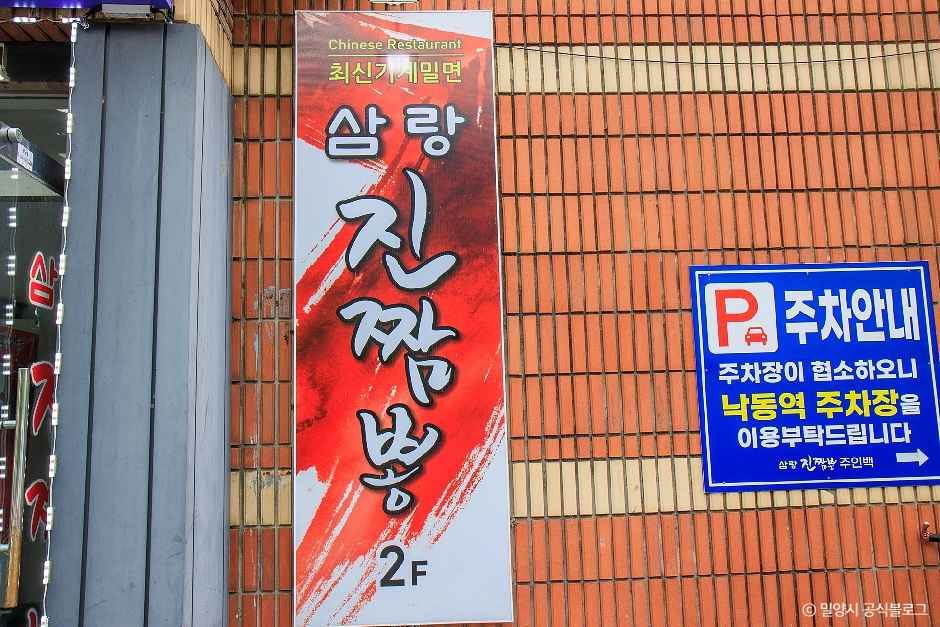 Chinese Restaurant
최신기계밀면
삼랑
진짬뽕
2F
P 주차안내
주차장이 협소하오니
낙동역 주차장을
이용부탁드립니다
삼랑 진짬뽕 주인백
삼
© 밀양시 공식블로그